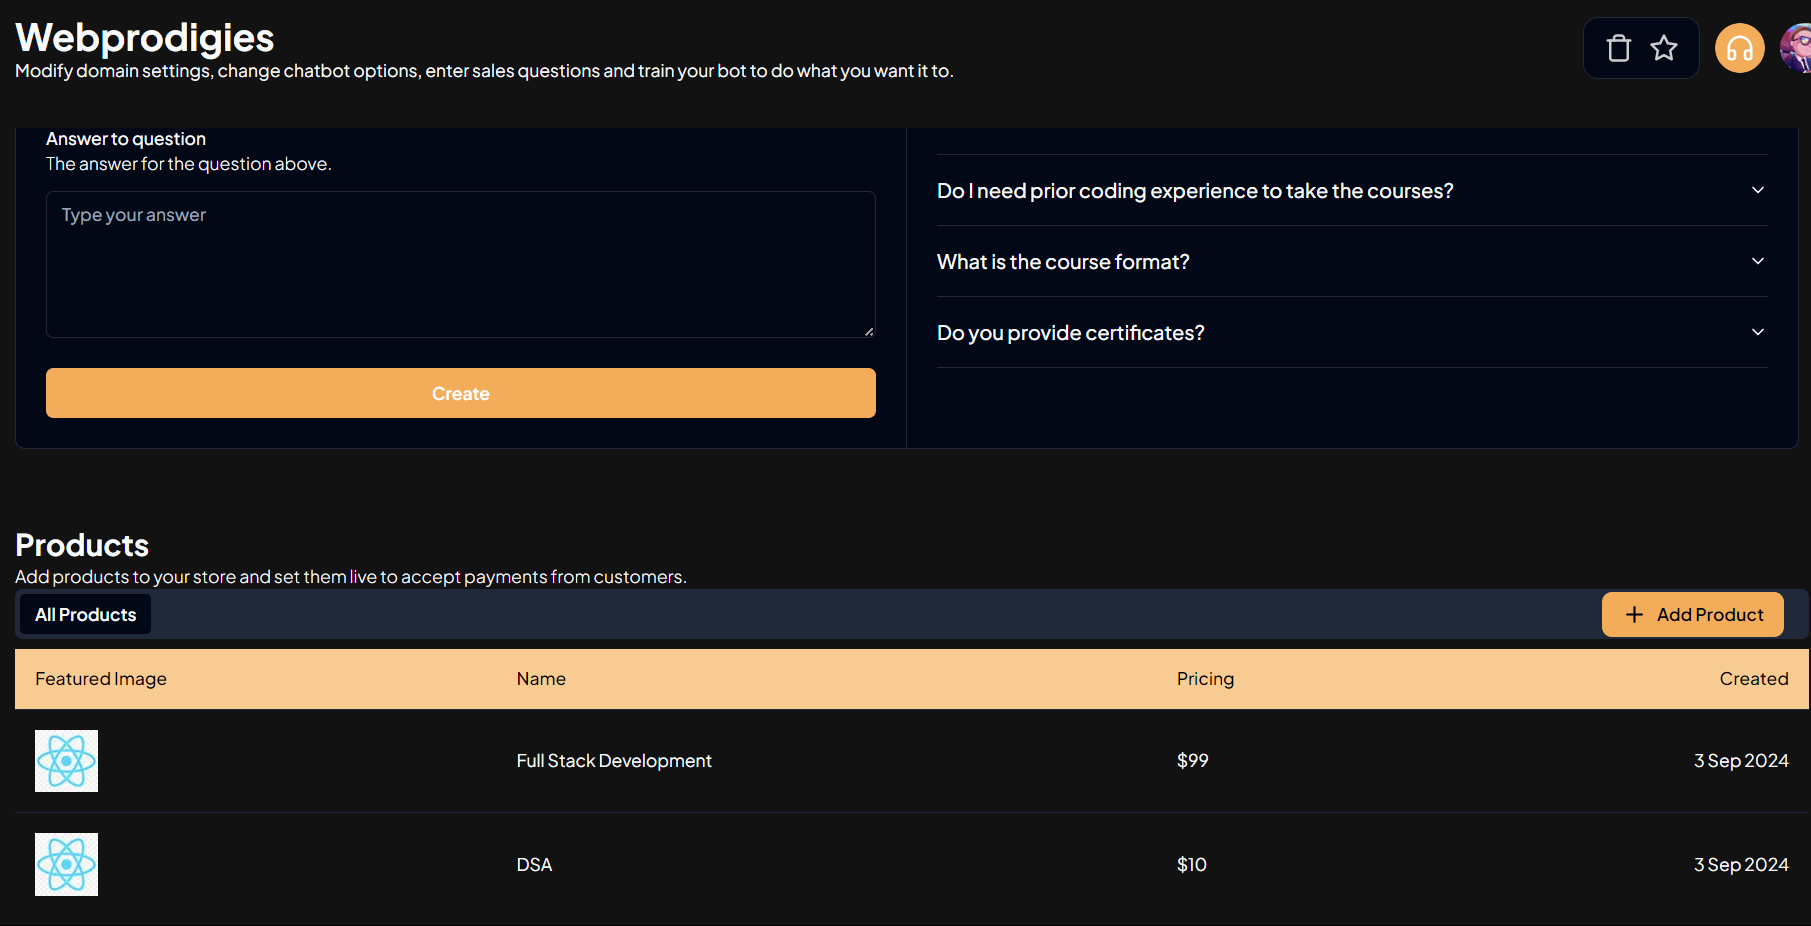 Webprodigies
Modify domain settings, change chatbot options, enter sales questions and train your bot to do what you want it to.
Answer to question
The answer for the question above.
Type your answer
Create
Do I need prior coding experience to take the courses?
What is the course format?
Do you provide certificates?
Products
Add products to your store and set them live to accept payments from customers.
All Products
Add Product
Featured Image Name Pricing Created
Full Stack Development $99 3 Sep 2024
DSA $10 3 Sep 2024